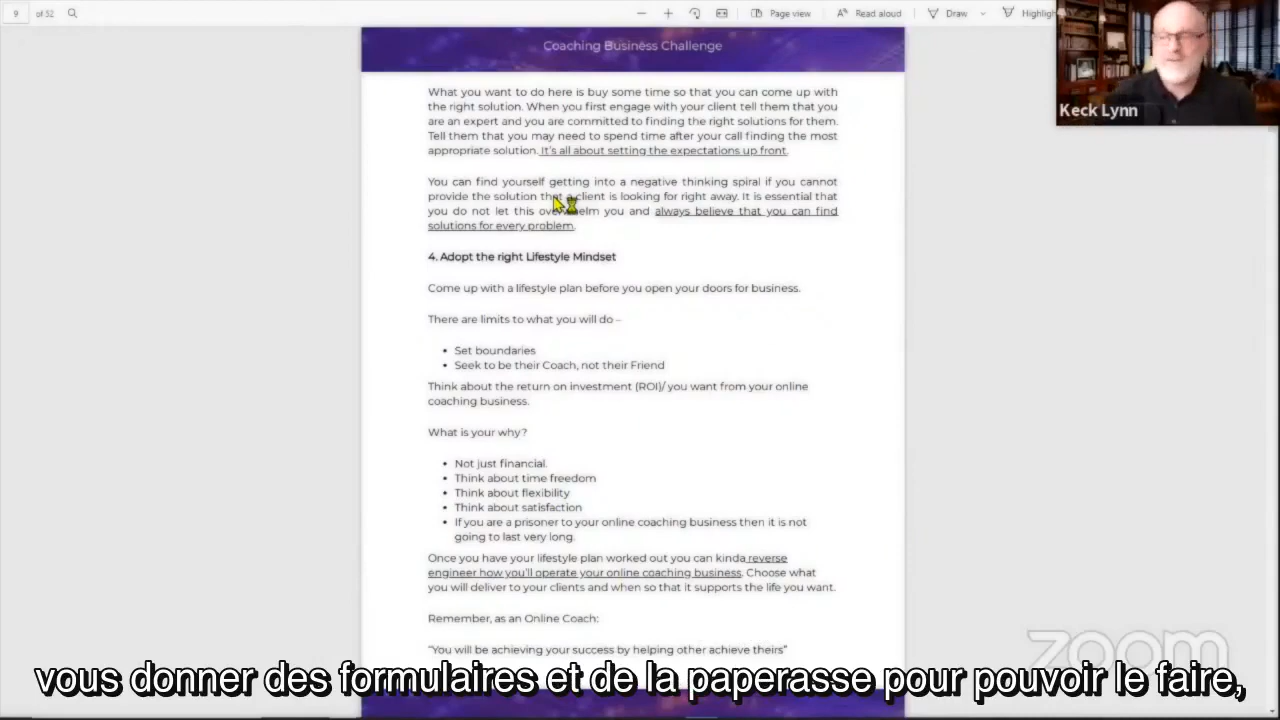 9 of 52
Page view
Read aloud
Draw
Keck Lynn
Coaching Business Challenge
What you want to do here is buy some time so that you can come up with
the right solution. When you first engage with your client tell them that you
are an expert and you are committed to finding the right solutions for them.
Tell them that you may need to spend time after your call finding the most
appropriate solution. It's all about setting the expectations up front.
You can find yourself getting into a negative thinking spiral if you cannot
provide the solution that a client is looking for right away. It is essential that
you do not let this overwhelm you and always believe that you can find
solutions for every problem.
4. Adopt the right Lifestyle Mindset
Come up with a lifestyle plan before you open your doors for business.
There are limits to what you will do –
• Set boundaries
• Seek to be their Coach, not their Friend
Think about the return on investment (ROI)/ you want from your online
coaching business.
What is your why?
• Not just financial.
• Think about time freedom
• Think about flexibility
• Think about satisfaction
• If you are a prisoner to your online coaching business then it is not
going to last very long.
Once you have your lifestyle plan worked out you can kinda reverse
engineer how you'll operate your online coaching business. Choose what
you will deliver to your clients and when so that it supports the life you want.
Remember, as an Online Coach:
"You will be achieving your success by helping other achieve theirs"
zoom
vous donner des formulaires et de la paperasse pour pouvoir le faire,